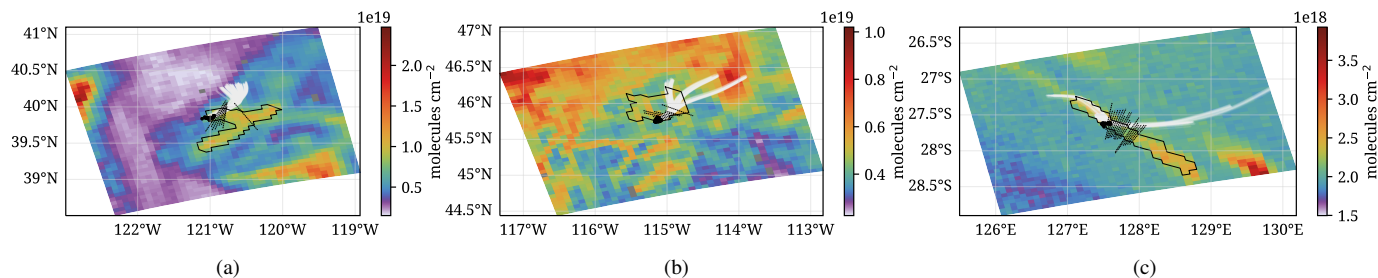 1e19
41°N
40.5°N
40°N
39.5°N
39°N
122°W 121°W 120°W 119°W
2.0
1.5
1.0
0.5
molecules cm⁻²
(a)
1e19
47°N
46.5°N
46°N
45.5°N
45°N
44.5°N
117°W 116°W 115°W 114°W 113°W
1.0
0.8
0.6
0.4
molecules cm⁻²
(b)
1e18
26.5°S
27°S
27.5°S
28°S
28.5°S
126°E 127°E 128°E 129°E 130°E
3.5
3.0
2.5
2.0
1.5
molecules cm⁻²
(c)